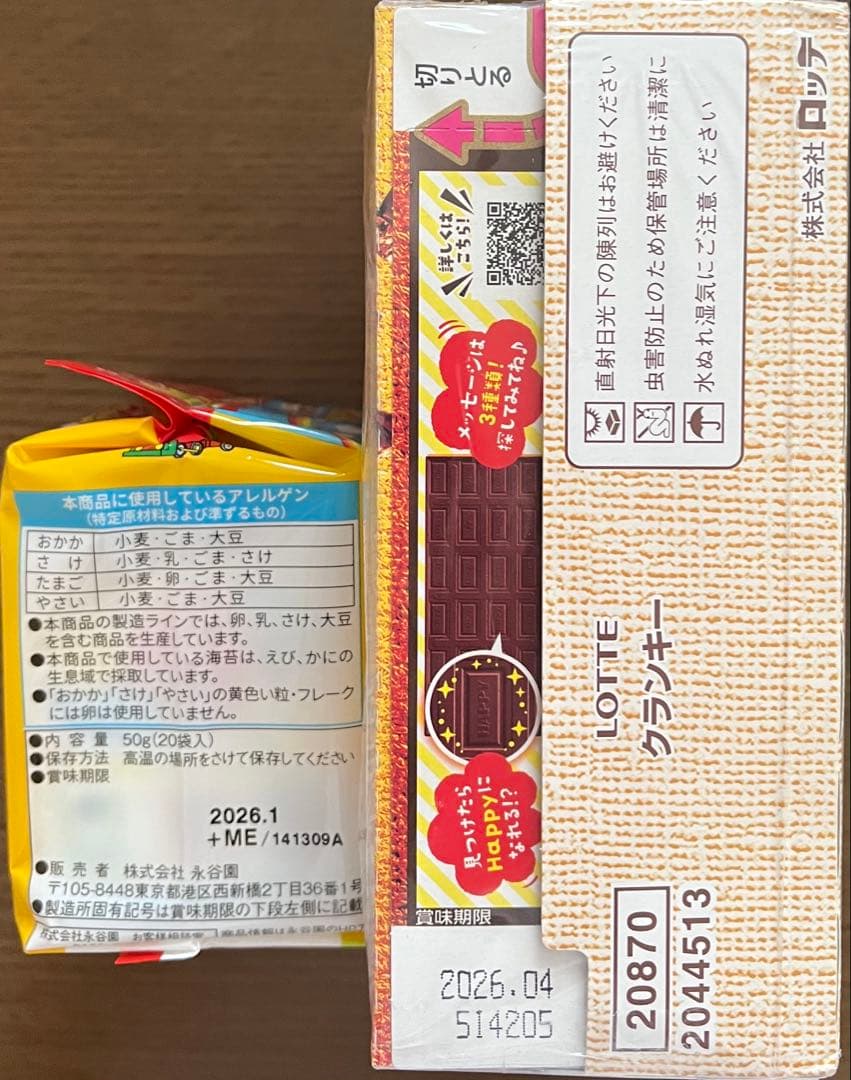 本商品に使用しているアレルゲン
(特定原材料および準ずるもの)
おかか 小麦・ごま・大豆
さけ 小麦・乳・ごま・さけ
たまご 小麦・卵・ごま・大豆
やさい 小麦・ごま・大豆
●本商品の製造ラインでは、卵、乳、さけ、大豆
を含む商品を生産しています。
●本商品で使用している海苔は、えび、かにの
生息域で採取しています。
●「おかか」「さけ」「やさい」の黄色い粒・フレーク
には卵は使用していません。
●内容量 50g(20袋入)
●保存方法 高温の場所をさけて保存してください
●賞味期限
2026.1
+ME/141309A
●販売者 株式会社 永谷園
〒105-8448東京都港区西新橋2丁目36番1号
●製造所固有記号は賞味期限の下段左側に記載
株式会社永谷園 お客様相談室
切りとる
詳しくは
こちら!
メッセージは
3種類!
探してみてね♪
HAPPY
見つけたら
Happyに
なれる!?
賞味期限
2026.04
514205
直射日光下の陳列はお避けください
虫害防止のため保管場所は清潔に
水ぬれ湿気にご注意ください
株式会社 ロッテ
LOTTE
クランキー
20870
2044513